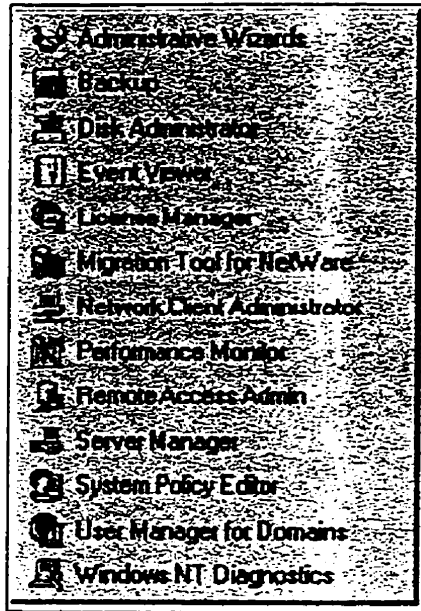 Administrative Wizards
Backup
Disk Administrator
Event Viewer
License Manager
Migration Tool for NetWare
Network Client Administrator
Performance Monitor
Remote Access Admin
Server Manager
System Policy Editor
User Manager for Domains
Windows NT Diagnostics